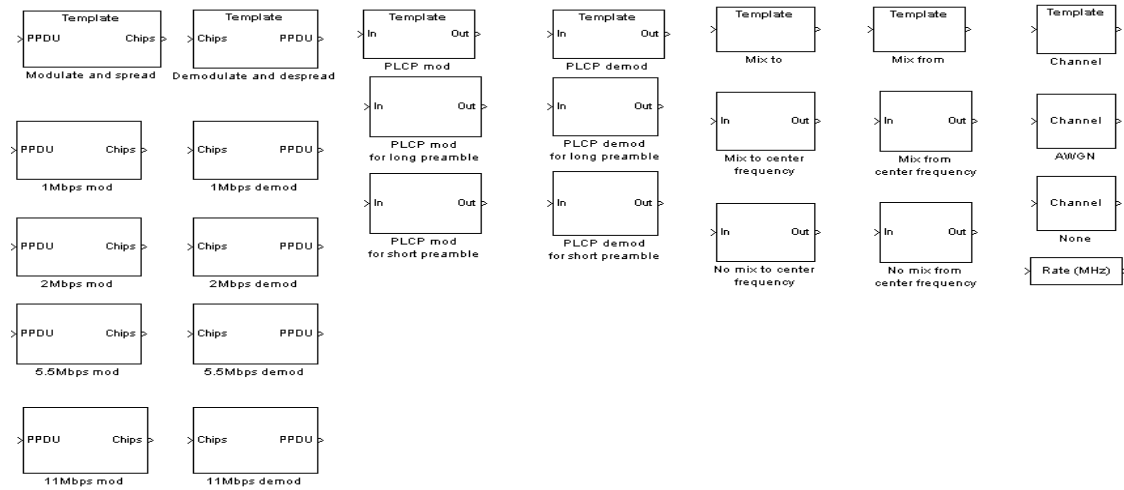 Template
PPDU Chips
Modulate and spread
PPDU Chips
1Mbps mod
PPDU Chips
2Mbps mod
PPDU Chips
5.5Mbps mod
PPDU Chips
11Mbps mod
Template
Chips PPDU
Demodulate and despread
Chips PPDU
1Mbps demod
Chips PPDU
2Mbps demod
Chips PPDU
5.5Mbps demod
Chips PPDU
11Mbps demod
Template
In Out
PLCP mod
In Out
PLCP mod
for long preamble
In Out
PLCP mod
for short preamble
Template
In Out
PLCP demod
In Out
PLCP demod
for long preamble
In Out
PLCP demod
for short preamble
Template
Mix to
In Out
Mix to center
frequency
In Out
No mix to center
frequency
Template
Mix from
In Out
Mix from
center frequency
In Out
No mix from
center frequency
Template
Channel
Channel
AWGN
Channel
None
Rate (MHz)